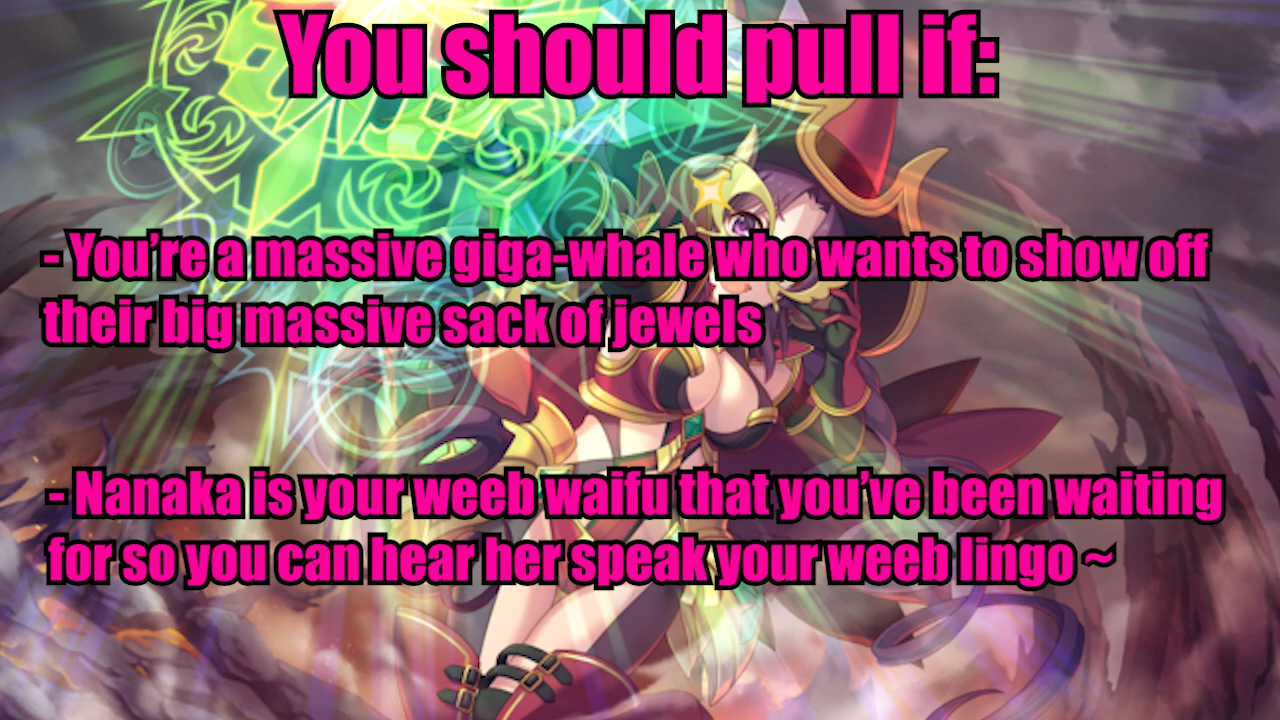 You should pull if:
- You’re a massive giga-whale who wants to show off
their big massive sack of jewels
- Nanaka is your weeb waifu that you’ve been waiting
for so you can hear her speak your weeb lingo ~